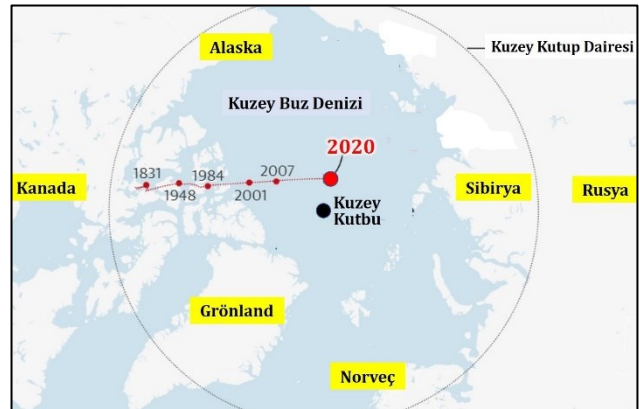 Alaska
Kuzey Kutup Dairesi
Kuzey Buz Denizi
2020
1831
1948
1984
2001
2007
Kanada
Sibirya
Rusya
Kuzey
Kutbu
Grönland
Norveç